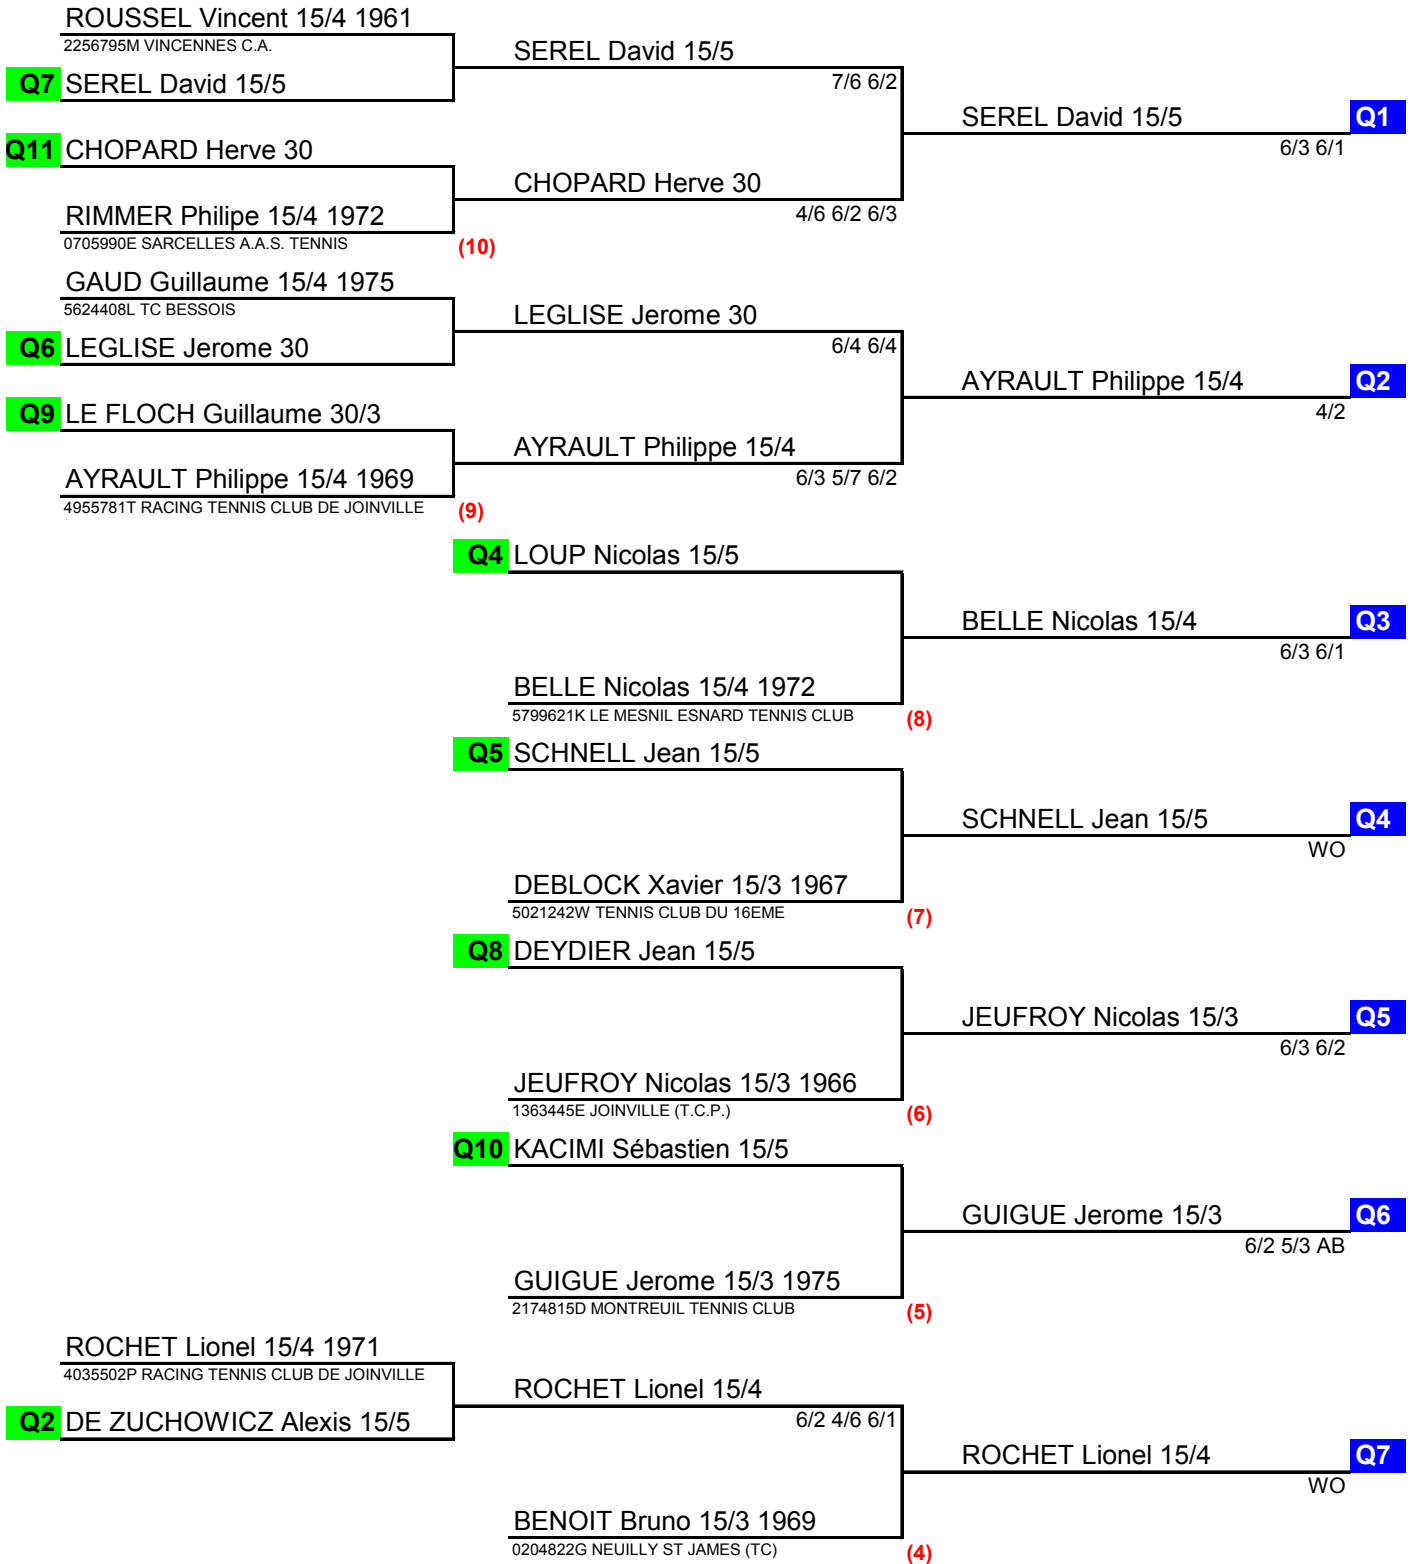 ROUSSEL Vincent 15/4 1961
2256795M VINCENNES C.A.
SEREL David 15/5
Q7 SEREL David 15/5
7/6 6/2
SEREL David 15/5 Q1
6/3 6/1
Q11 CHOPARD Herve 30
CHOPARD Herve 30
4/6 6/2 6/3
RIMMER Philipe 15/4 1972
0705990E SARCELLES A.A.S. TENNIS
(10)
GAUD Guillaume 15/4 1975
5624408L TC BESSOIS
LEGLISE Jerome 30
Q6 LEGLISE Jerome 30
6/4 6/4
AYRAULT Philippe 15/4 Q2
4/2
Q9 LE FLOCH Guillaume 30/3
AYRAULT Philippe 15/4
6/3 5/7 6/2
AYRAULT Philippe 15/4 1969
4955781T RACING TENNIS CLUB DE JOINVILLE
(9)
Q4 LOUP Nicolas 15/5
BELLE Nicolas 15/4 Q3
6/3 6/1
BELLE Nicolas 15/4 1972
5799621K LE MESNIL ESNARD TENNIS CLUB
(8)
Q5 SCHNELL Jean 15/5
SCHNELL Jean 15/5 Q4
WO
DEBLOCK Xavier 15/3 1967
5021242W TENNIS CLUB DU 16EME
(7)
Q8 DEYDIER Jean 15/5
JEUFROY Nicolas 15/3 Q5
6/3 6/2
JEUFROY Nicolas 15/3 1966
1363445E JOINVILLE (T.C.P.)
(6)
Q10 KACIMI Sébastien 15/5
GUIGUE Jerome 15/3 Q6
6/2 5/3 AB
GUIGUE Jerome 15/3 1975
2174815D MONTREUIL TENNIS CLUB
(5)
ROCHET Lionel 15/4 1971
4035502P RACING TENNIS CLUB DE JOINVILLE
ROCHET Lionel 15/4
Q2 DE ZUCHOWICZ Alexis 15/5
6/2 4/6 6/1
ROCHET Lionel 15/4 Q7
WO
BENOIT Bruno 15/3 1969
0204822G NEUILLY ST JAMES (TC)
(4)